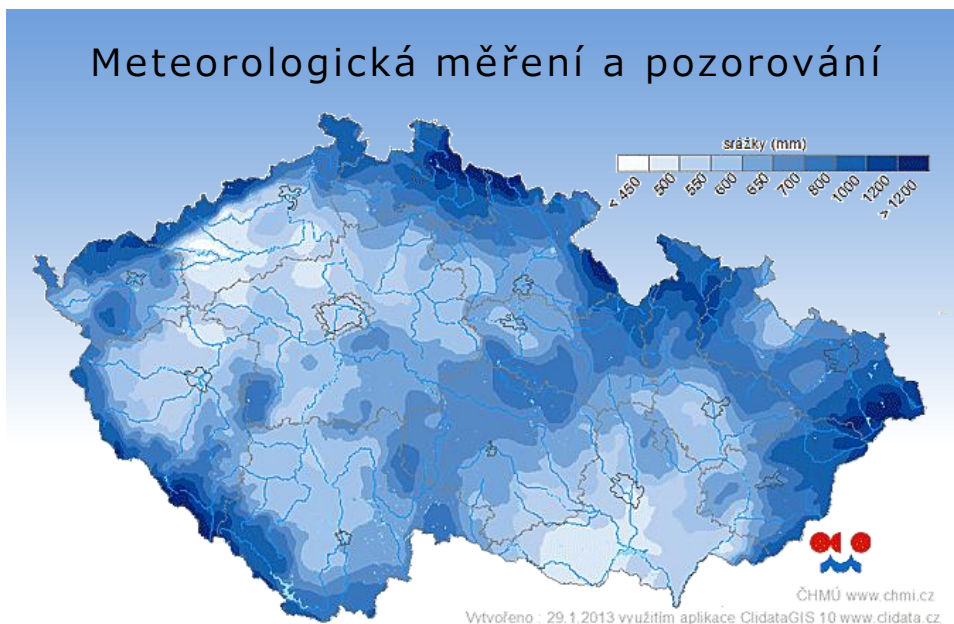 Meteorologická měření a pozorování
srážky (mm)
< 450 500 550 600 650 700 800 1000 1200 > 1200
ČHMÚ www.chmi.cz
Vytvořeno : 29.1.2013 využitím aplikace ClidataGIS 10 www.clidata.cz